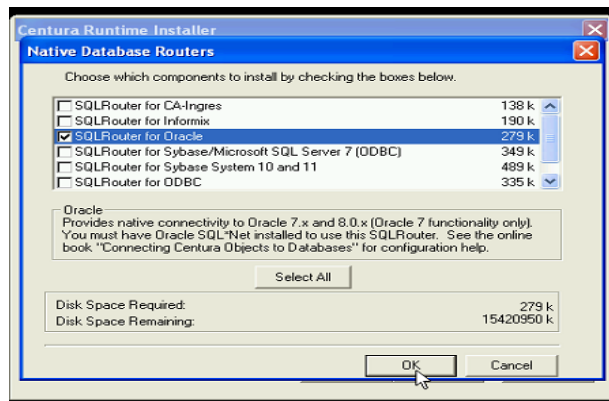 Centura Runtime Installer
Native Database Routers
Choose which components to install by checking the boxes below.
SQLRouter for CA-Ingres 138 k
SQLRouter for Informix 190 k
SQLRouter for Oracle 279 k
SQLRouter for Sybase/Microsoft SQL Server 7 (ODBC) 349 k
SQLRouter for Sybase System 10 and 11 489 k
SQLRouter for ODBC 335 k
Oracle
Provides native connectivity to Oracle 7.x and 8.0.x (Oracle 7 functionality only).
You must have Oracle SQL*Net installed to use this SQLRouter. See the online
book "Connecting Centura Objects to Databases" for configuration help.
Select All
Disk Space Required: 279 k
Disk Space Remaining: 15420950 k
OK Cancel